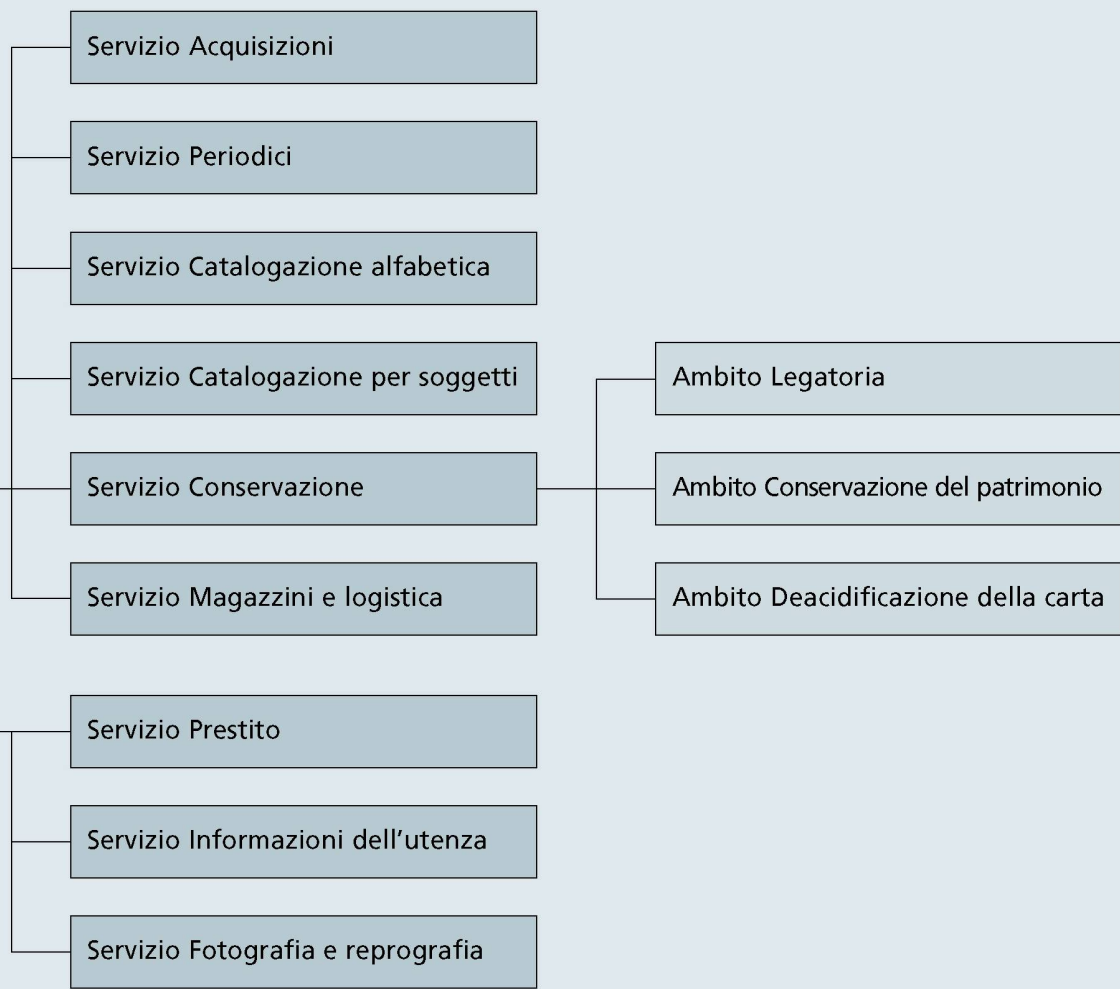 Servizio Acquisizioni
Servizio Periodici
Servizio Catalogazione alfabetica
Servizio Catalogazione per soggetti
Servizio Conservazione
Servizio Magazzini e logistica
Ambito Legatoria
Ambito Conservazione del patrimonio
Ambito Deacidificazione della carta
Servizio Prestito
Servizio Informazioni dell’utenza
Servizio Fotografia e reprografia